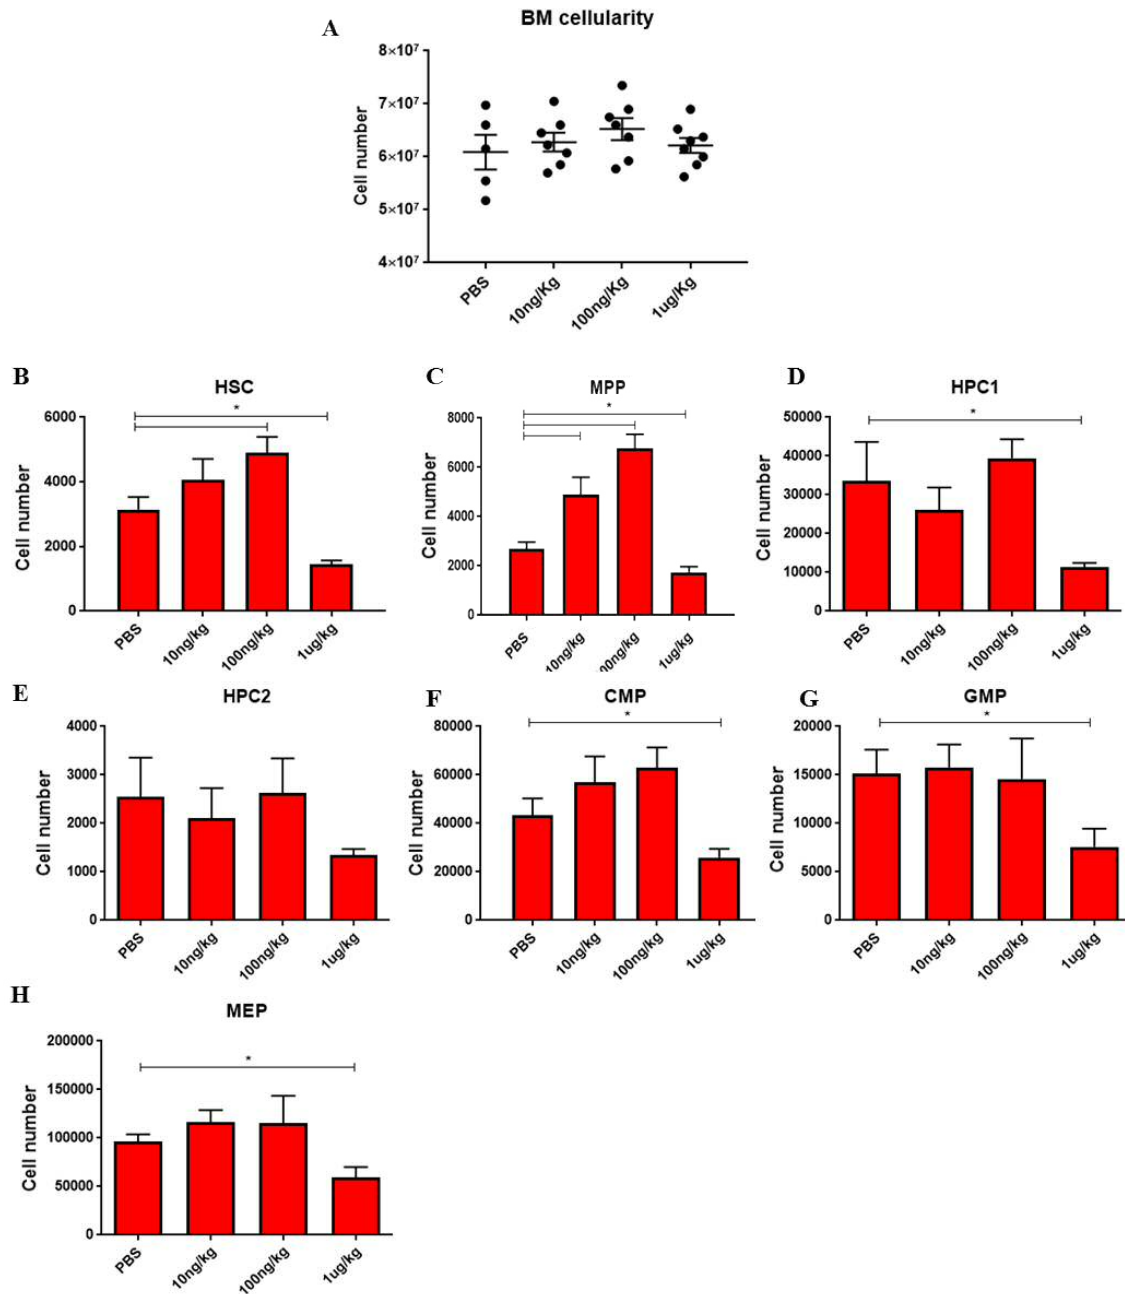 A
BM cellularity
Cell number
8×10⁷
7×10⁷
6×10⁷
5×10⁷
4×10⁷
PBS
10ng/Kg
100ng/Kg
1ug/Kg
B
HSC
*
Cell number
6000
4000
2000
0
PBS
10ng/kg
100ng/kg
1ug/kg
C
MPP
*
Cell number
8000
6000
4000
2000
0
PBS
10ng/kg
00ng/kg
1ug/kg
D
HPC1
*
Cell number
50000
40000
30000
20000
10000
0
PBS
10ng/kg
100ng/kg
1ug/kg
E
HPC2
Cell number
4000
3000
2000
1000
0
PBS
10ng/kg
100ng/kg
1ug/kg
F
CMP
*
Cell number
80000
60000
40000
20000
0
PBS
10ng/kg
100ng/kg
1ug/kg
G
GMP
*
Cell number
20000
15000
10000
5000
0
PBS
10ng/kg
100ng/kg
1ug/kg
H
MEP
*
Cell number
200000
150000
100000
50000
0
PBS
10ng/kg
100ng/kg
1ug/kg